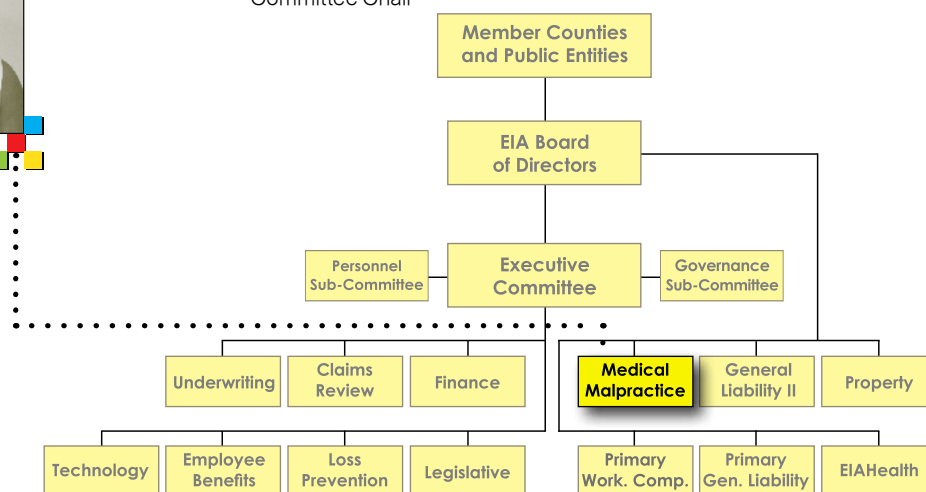 Committee Chair
Member Counties
and Public Entities
EIA Board
of Directors
Personnel
Sub-Committee
Executive
Committee
Governance
Sub-Committee
Underwriting
Claims
Review
Finance
Medical
Malpractice
General
Liability II
Property
Technology
Employee
Benefits
Loss
Prevention
Legislative
Primary
Work. Comp.
Primary
Gen. Liability
EIAHealth